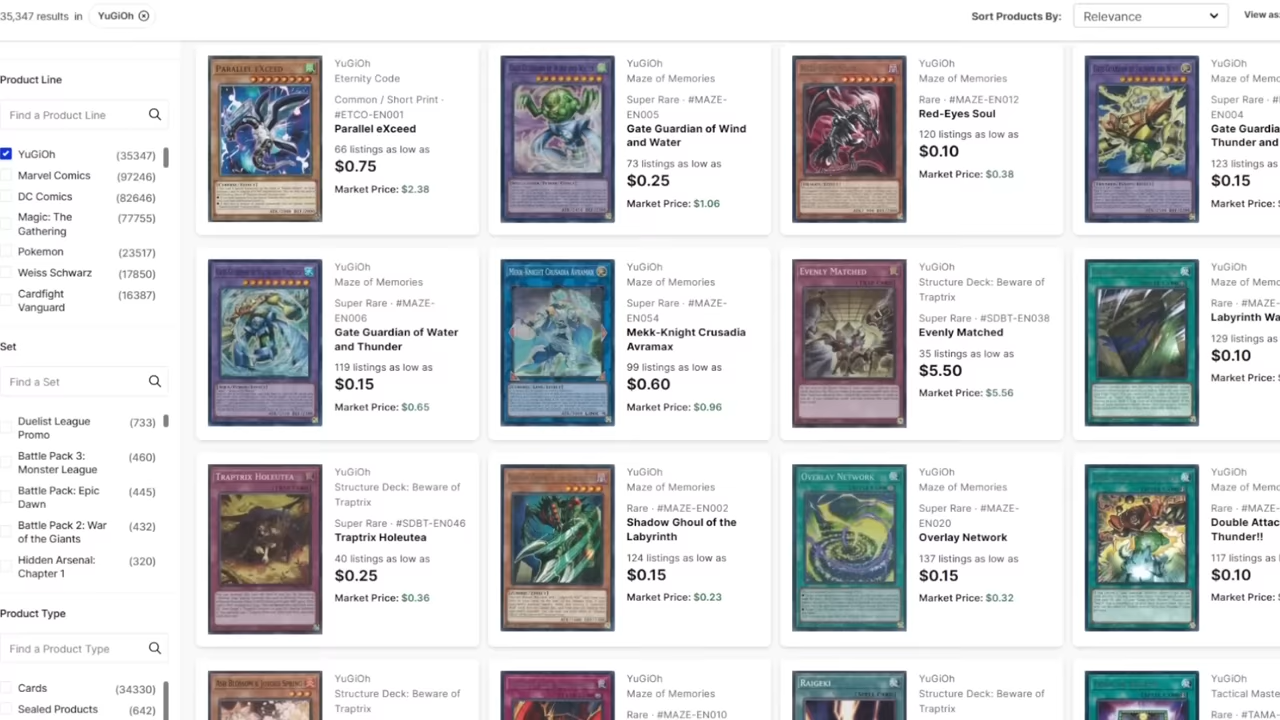 35,347 results in
YuGiOh
Sort Products By:
Relevance
View as:
Product Line
Find a Product Line
YuGiOh (35347)
Marvel Comics (97246)
DC Comics (82646)
Magic: The
Gathering (77755)
Pokemon (23517)
Weiss Schwarz (17850)
Cardfight
Vanguard (16387)
Set
Find a Set
Duelist League
Promo (733)
Battle Pack 3:
Monster League (460)
Battle Pack: Epic
Dawn (445)
Battle Pack 2: War
of the Giants (432)
Hidden Arsenal:
Chapter 1 (320)
Product Type
Find a Product Type
Cards (34330)
Sealed Products (642)
PARALLEL EXCEED
YuGiOh
Eternity Code
Common / Short Print ·
#ETCO-EN001
Parallel eXceed
66 listings as low as
$0.75
Market Price: $2.38
YuGiOh
Maze of Memories
Super Rare · #MAZE-
EN005
Gate Guardian of Wind
and Water
73 listings as low as
$0.25
Market Price: $1.06
YuGiOh
Maze of Memories
Rare · #MAZE-EN012
Red-Eyes Soul
120 listings as low as
$0.10
Market Price: $0.38
YuGiOh
Maze of Mem
Super Rare · #
EN004
Gate Guardia
Thunder and
123 listings as
$0.15
Market Price:
YuGiOh
Maze of Memories
Super Rare · #MAZE-
EN006
Gate Guardian of Water
and Thunder
119 listings as low as
$0.15
Market Price: $0.65
MEKK-KNIGHT CRUSADIA AVRAMAX
YuGiOh
Maze of Memories
Super Rare · #MAZE-
EN054
Mekk-Knight Crusadia
Avramax
99 listings as low as
$0.60
Market Price: $0.96
EVENLY MATCHED
YuGiOh
Structure Deck: Beware of
Traptrix
Super Rare · #SDBT-EN038
Evenly Matched
35 listings as low as
$5.50
Market Price: $5.56
YuGiOh
Maze of Memo
Rare · #MAZE-
Labyrinth Wa
129 listings as
$0.10
Market Price:
TRAPTRIX HOLEUTEA
YuGiOh
Structure Deck: Beware of
Traptrix
Super Rare · #SDBT-EN046
Traptrix Holeutea
40 listings as low as
$0.25
Market Price: $0.36
YuGiOh
Maze of Memories
Rare · #MAZE-EN002
Shadow Ghoul of the
Labyrinth
124 listings as low as
$0.15
Market Price: $0.23
OVERLAY NETWORK
YuGiOh
Maze of Memories
Super Rare · #MAZE-
EN020
Overlay Network
137 listings as low as
$0.15
Market Price: $0.32
YuGiOh
Maze of Memo
Rare · #MAZE-
Double Attac
Thunder!!
117 listings as
$0.10
Market Price:
YuGiOh
Structure Deck: Beware of
Traptrix
YuGiOh
Maze of Memories
Rare · #MAZE-EN010
RAIGEKI
YuGiOh
Structure Deck: Beware of
Traptrix
YuGiOh
Tactical Maste
Rare · #TAMA-